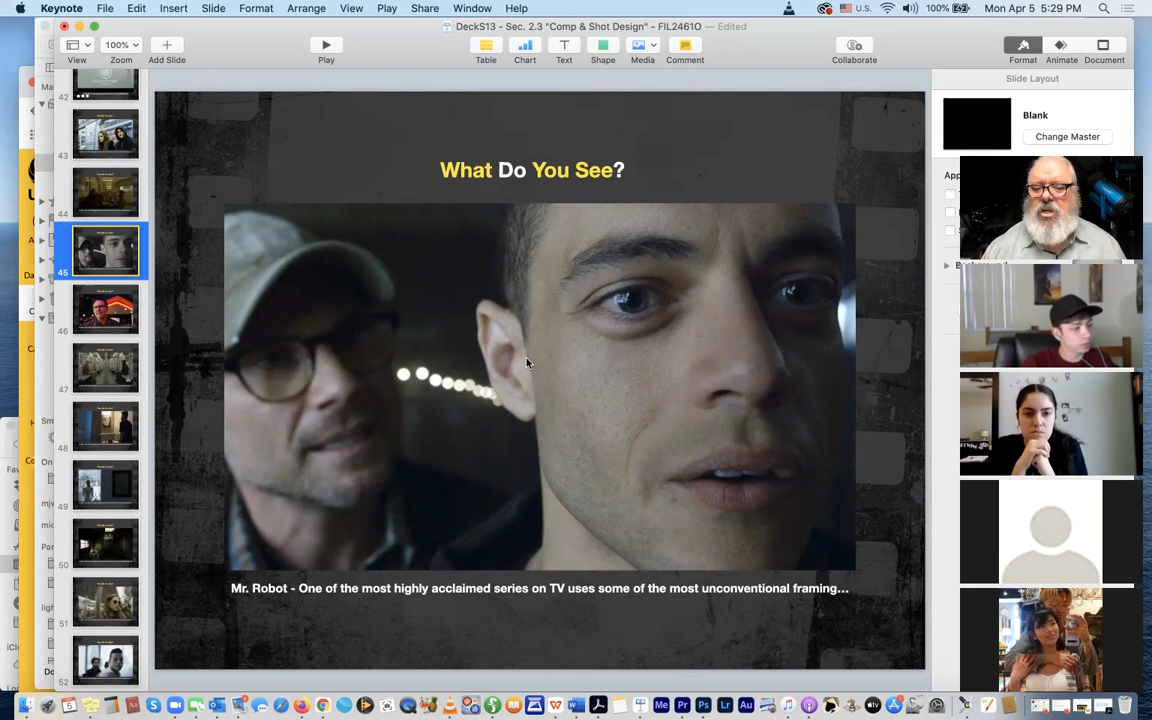 Keynote File Edit Insert Slide Format Arrange View Play Share Window Help U.S. 100% Mon Apr 5 5:29 PM
DeckS13 - Sec. 2.3 "Comp & Shot Design" - FIL2461O — Edited
100%
View Zoom Add Slide Play Table Chart Text Shape Media Comment Collaborate Format Animate Document
Slide Layout
Blank
Change Master
42
43
44
45
46
47
48
49
50
51
52
What Do You See?
Mr. Robot - One of the most highly acclaimed series on TV uses some of the most unconventional framing...